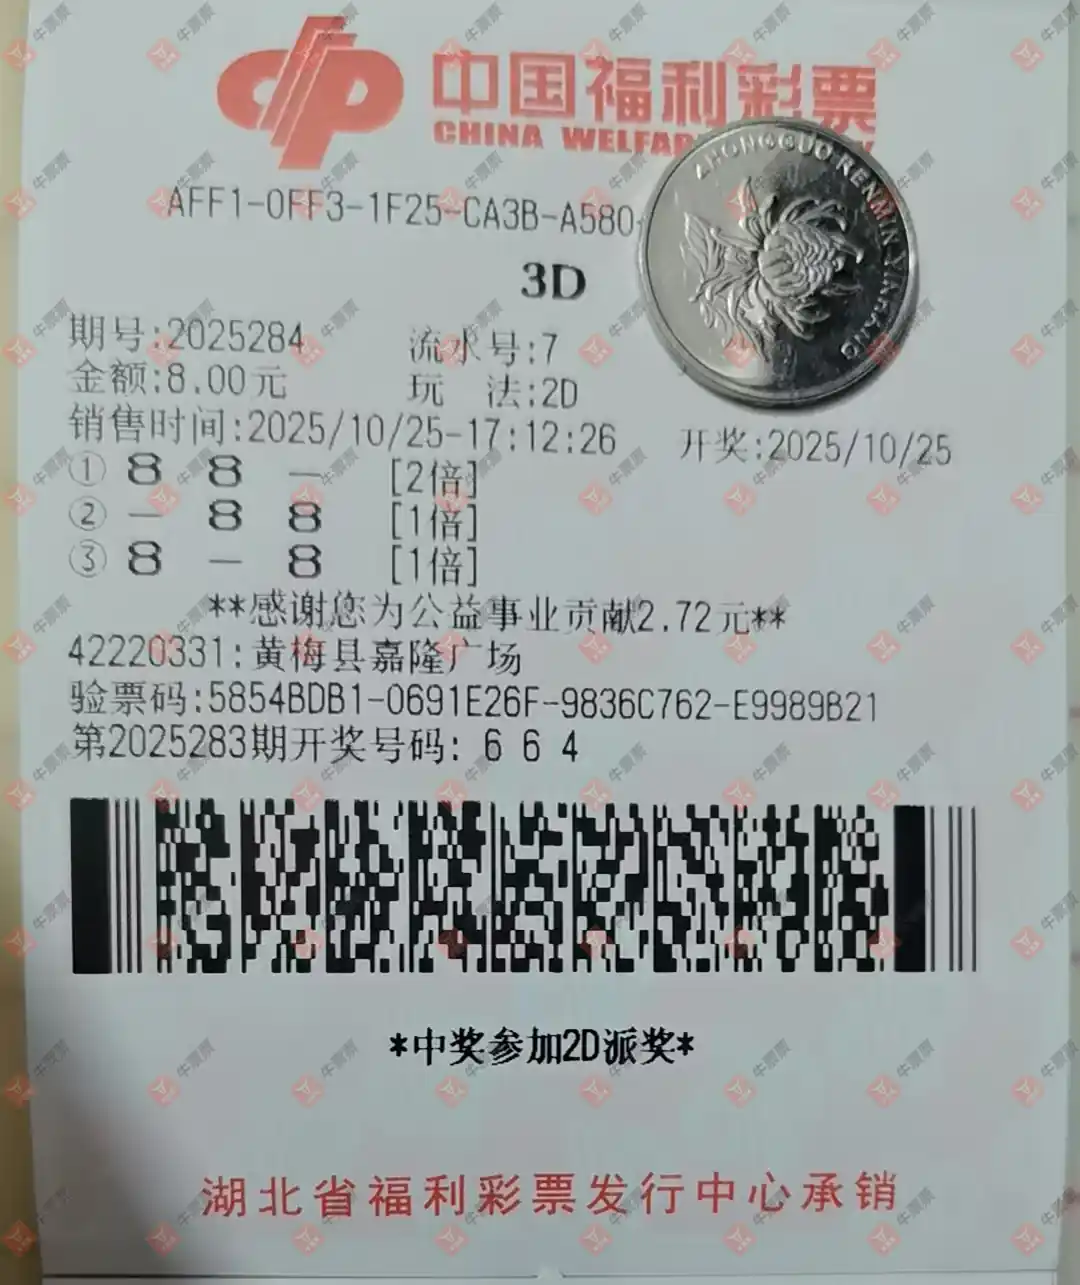 中国福利彩票
CHINA WELFAR
AFF1-0FF3-1F25-CA3B-A580-
ZHONGGUO RENMIN YINHANG
3D
期号:2025284 流水号:7
金额:8.00元 玩 法:2D
销售时间:2025/10/25-17:12:26 开奖:2025/10/25
① 8 8 — [2倍]
② — 8 8 [1倍]
③ 8 — 8 [1倍]
**感谢您为公益事业贡献2.72元**
42220331:黄梅县嘉隆广场
验票码:5854BDB1-0691E26F-9836C762-E9989B21
第2025283期开奖号码: 6 6 4
*中奖参加2D派奖*
湖北省福利彩票发行中心承销
牛票票